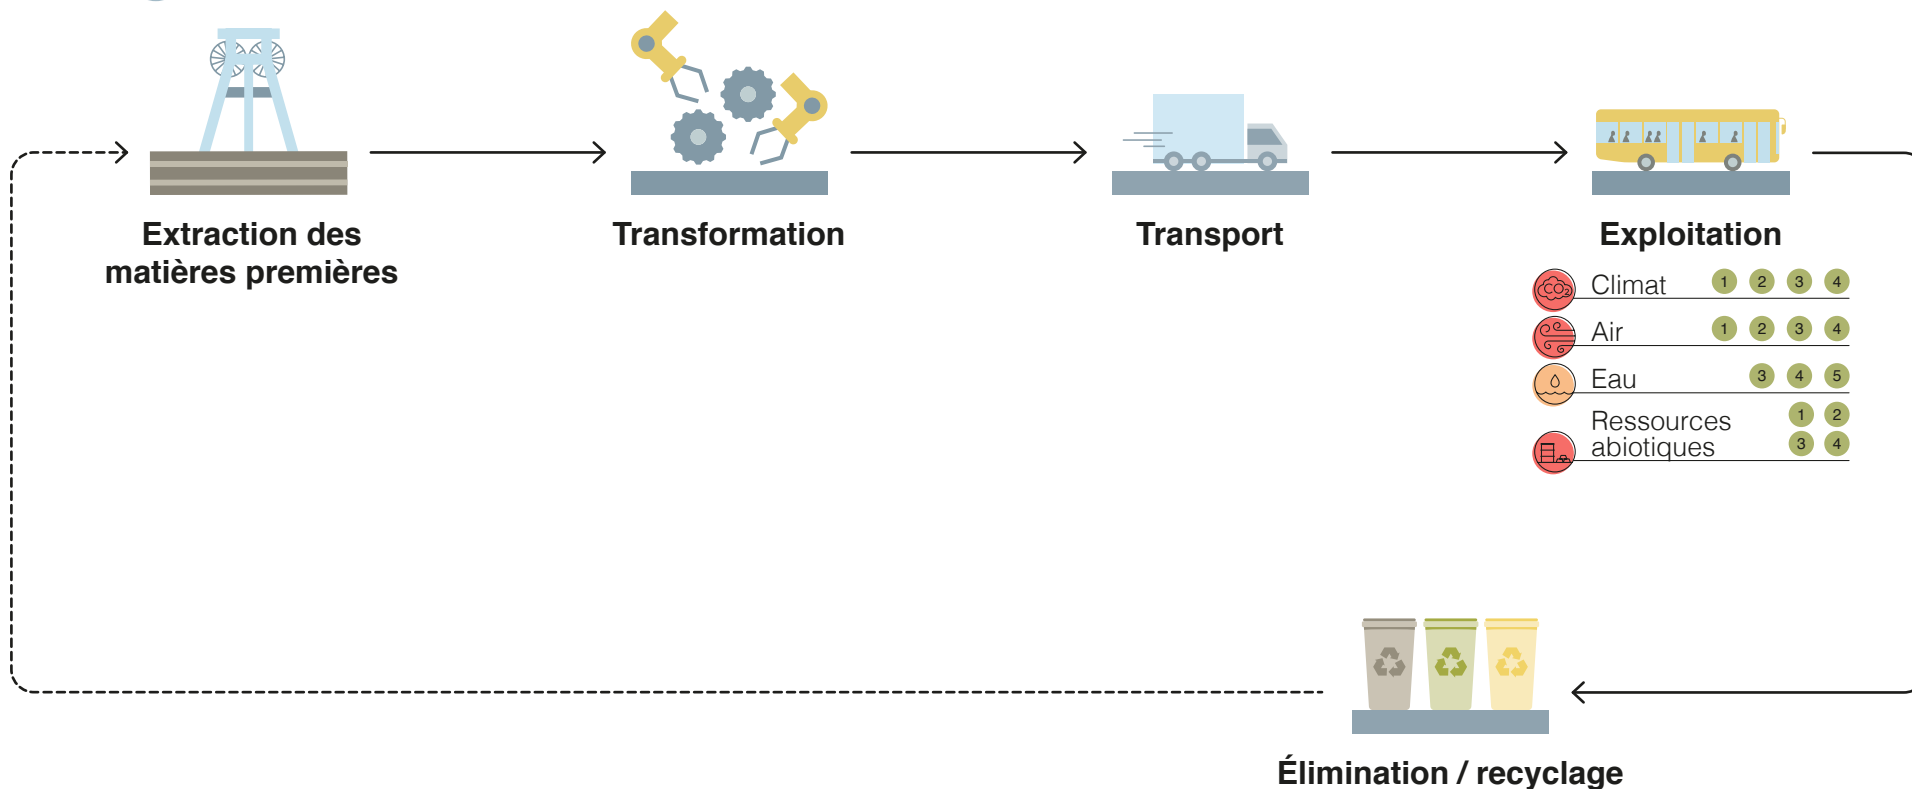 Extraction des
matières premières
Transformation
Transport
Exploitation
CO2
Climat 1 2 3 4
Air 1 2 3 4
Eau 3 4 5
Ressources 1 2
abiotiques 3 4
Élimination / recyclage